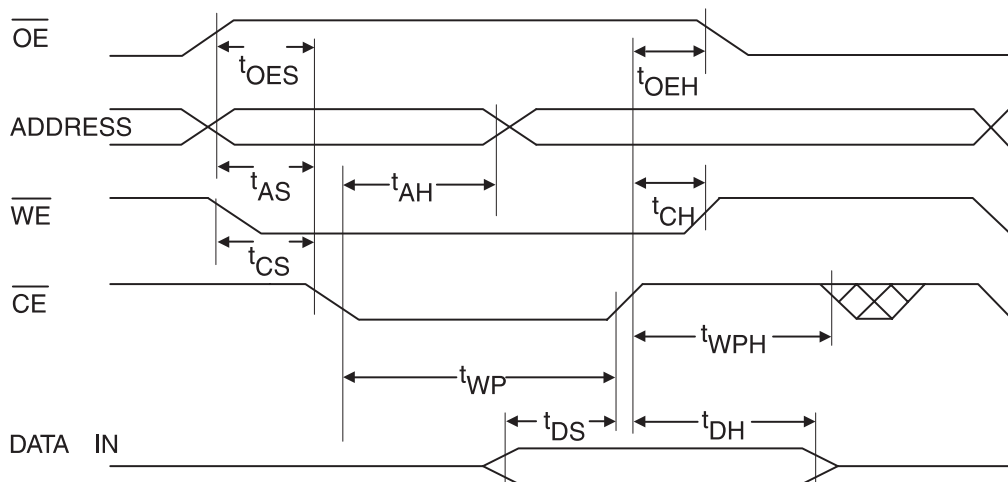 OE
tOES
tOEH
ADDRESS
tAS
tAH
tCH
WE
tCS
CE
tWPH
tWP
tDS
tDH
DATA IN